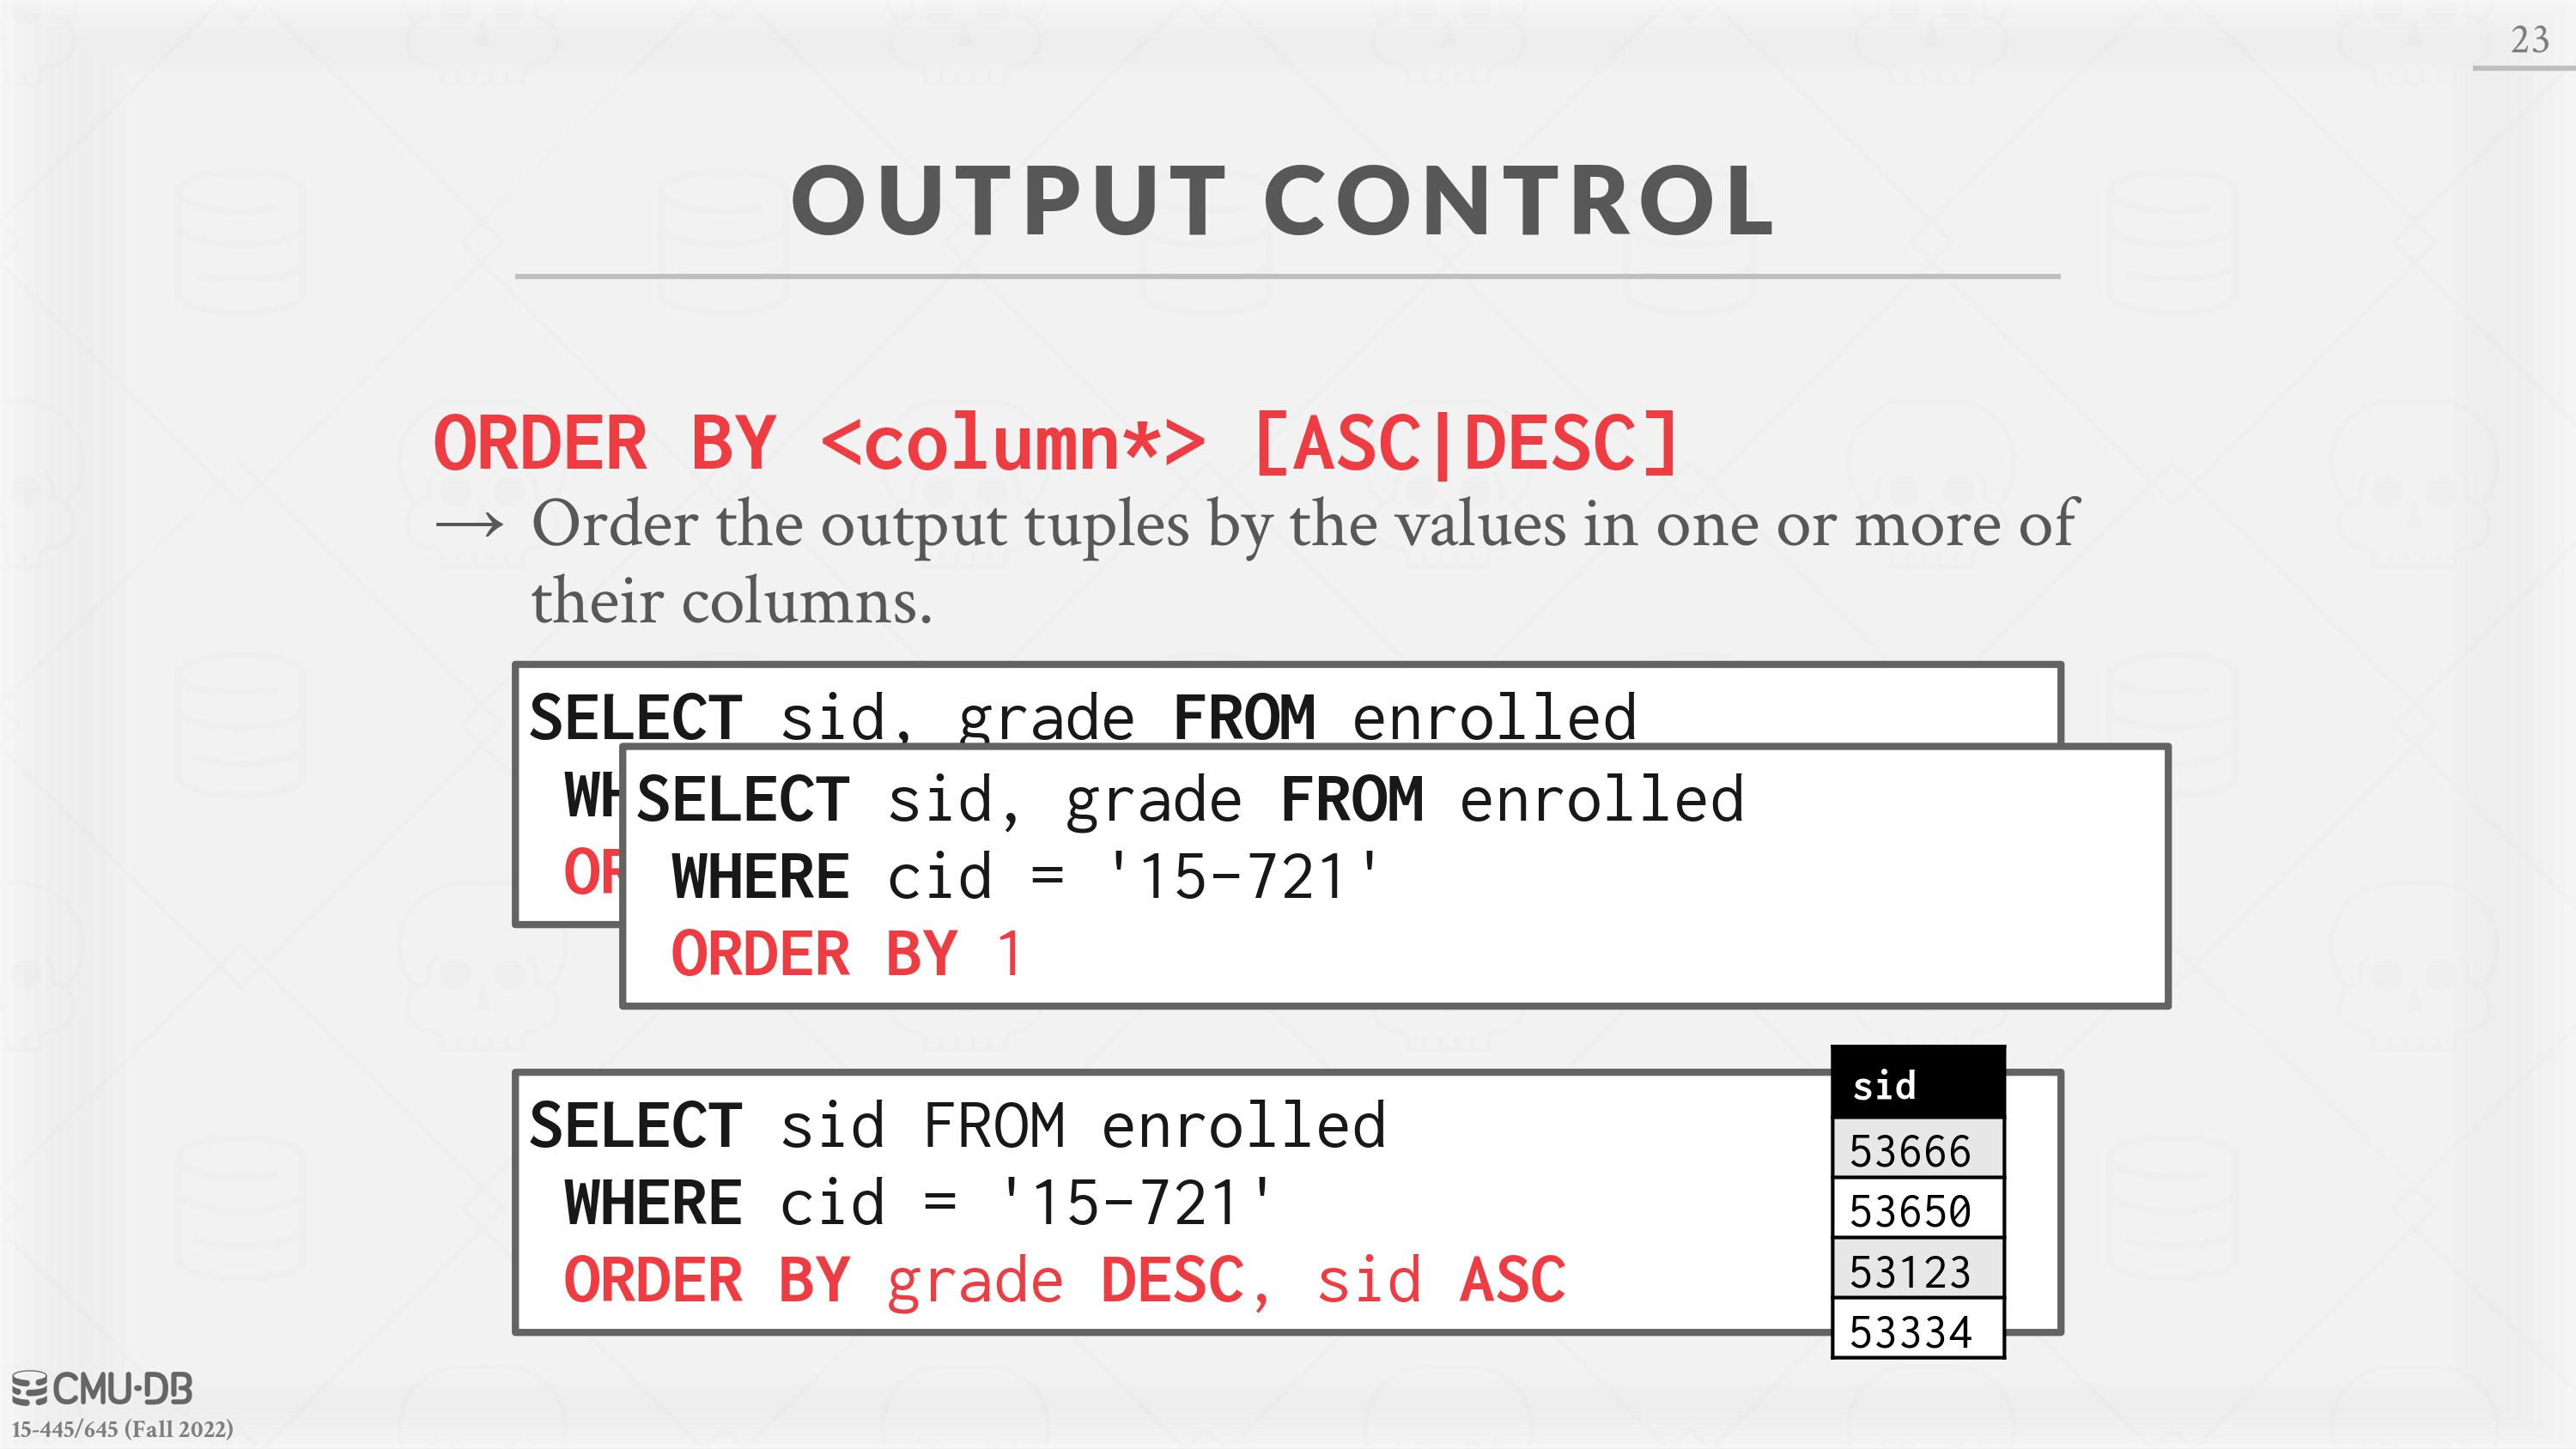 23
OUTPUT CONTROL
ORDER BY <column*> [ASC|DESC]
→ Order the output tuples by the values in one or more of
their columns.
SELECT sid, grade FROM enrolled
SELECT sid, grade FROM enrolled
WHERE cid = '15-721'
ORDER BY 1
SELECT sid FROM enrolled
WHERE cid = '15-721'
ORDER BY grade DESC, sid ASC
sid
53666
53650
53123
53334
CMU·DB
15-445/645 (Fall 2022)